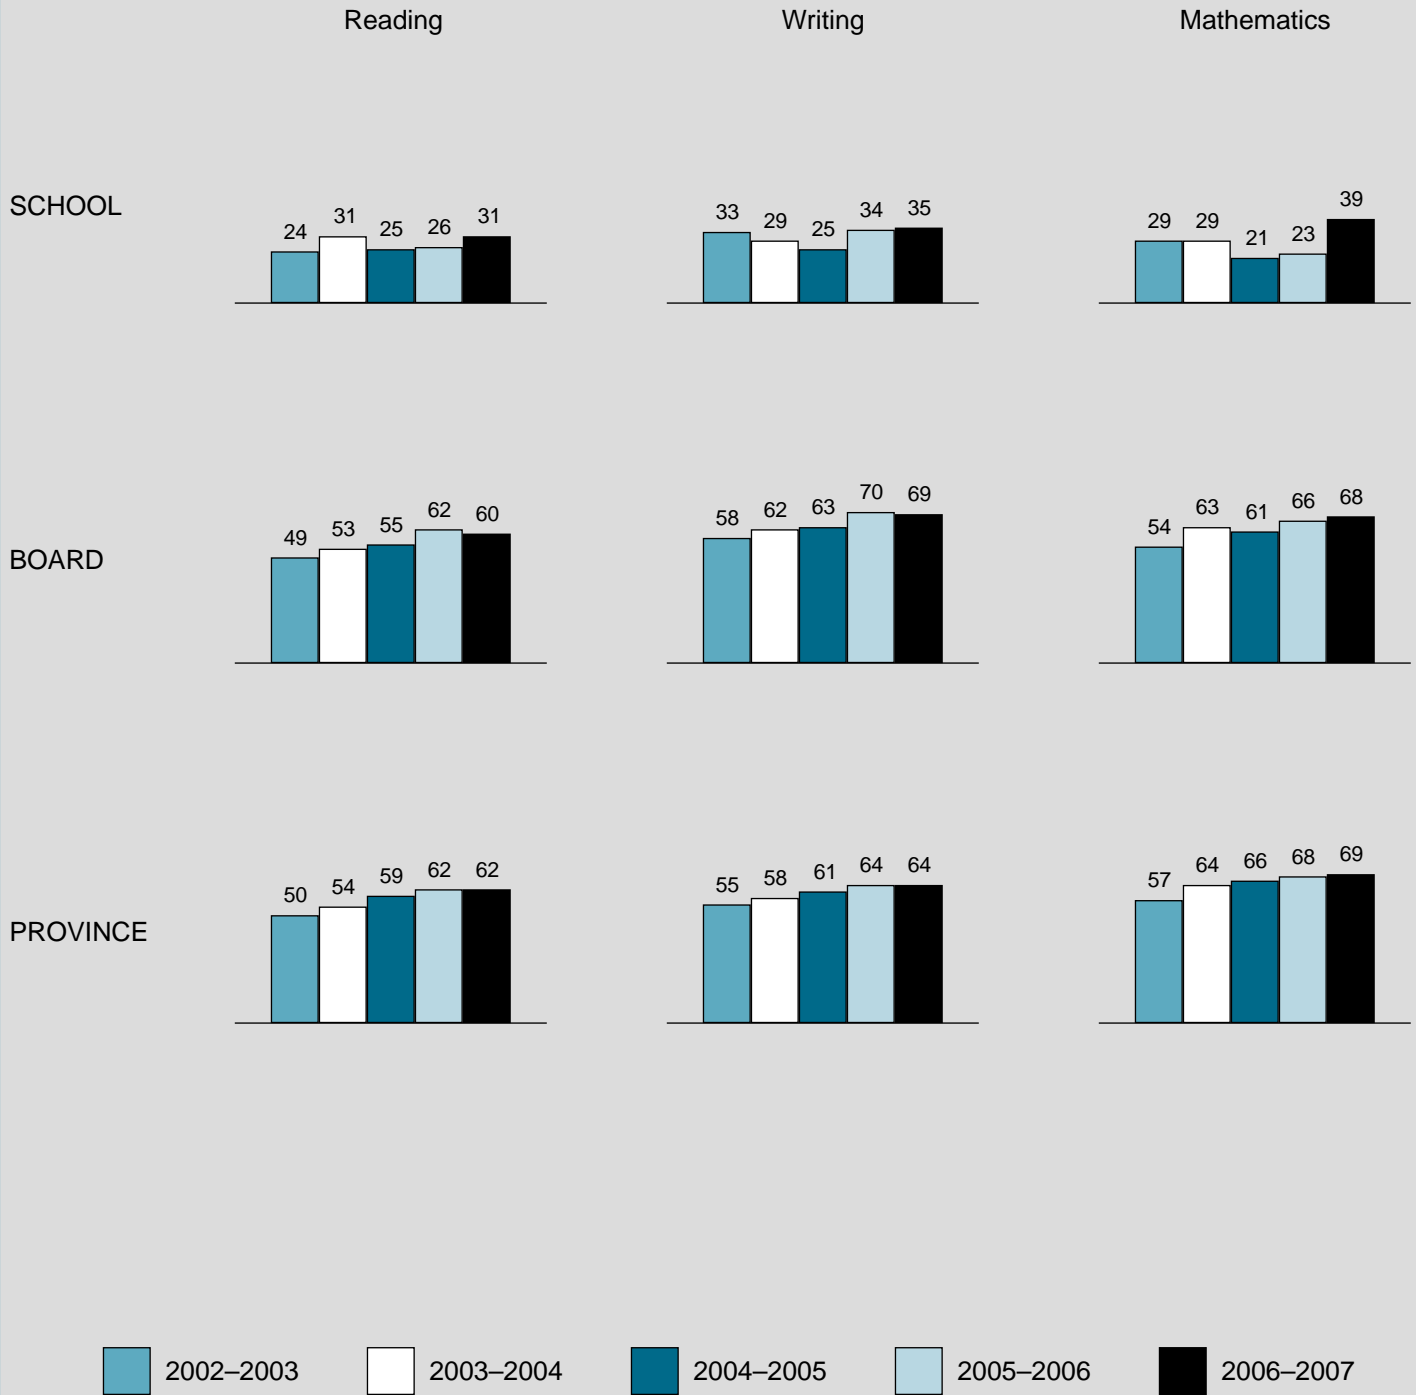 Reading Writing Mathematics
SCHOOL
24 31 25 26 31
33 29 25 34 35
29 29 21 23 39
BOARD
49 53 55 62 60
58 62 63 70 69
54 63 61 66 68
PROVINCE
50 54 59 62 62
55 58 61 64 64
57 64 66 68 69
2002–2003 2003–2004 2004–2005 2005–2006 2006–2007